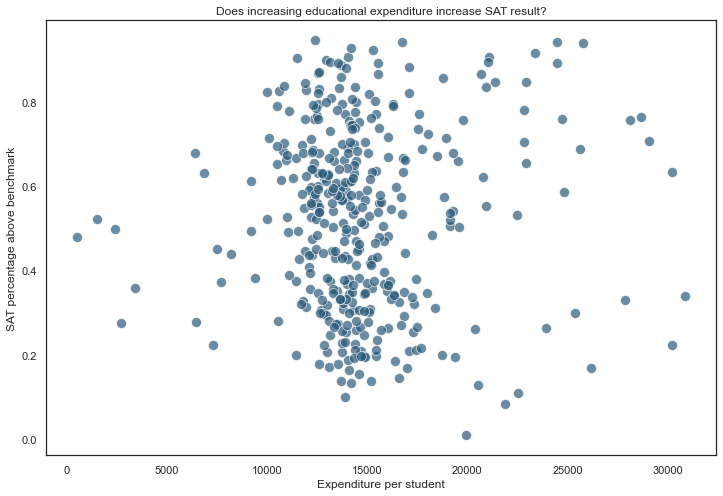 Does increasing educational expenditure increase SAT result?
SAT percentage above benchmark
0.8
0.6
0.4
0.2
0.0
0 5000 10000 15000 20000 25000 30000
Expenditure per student